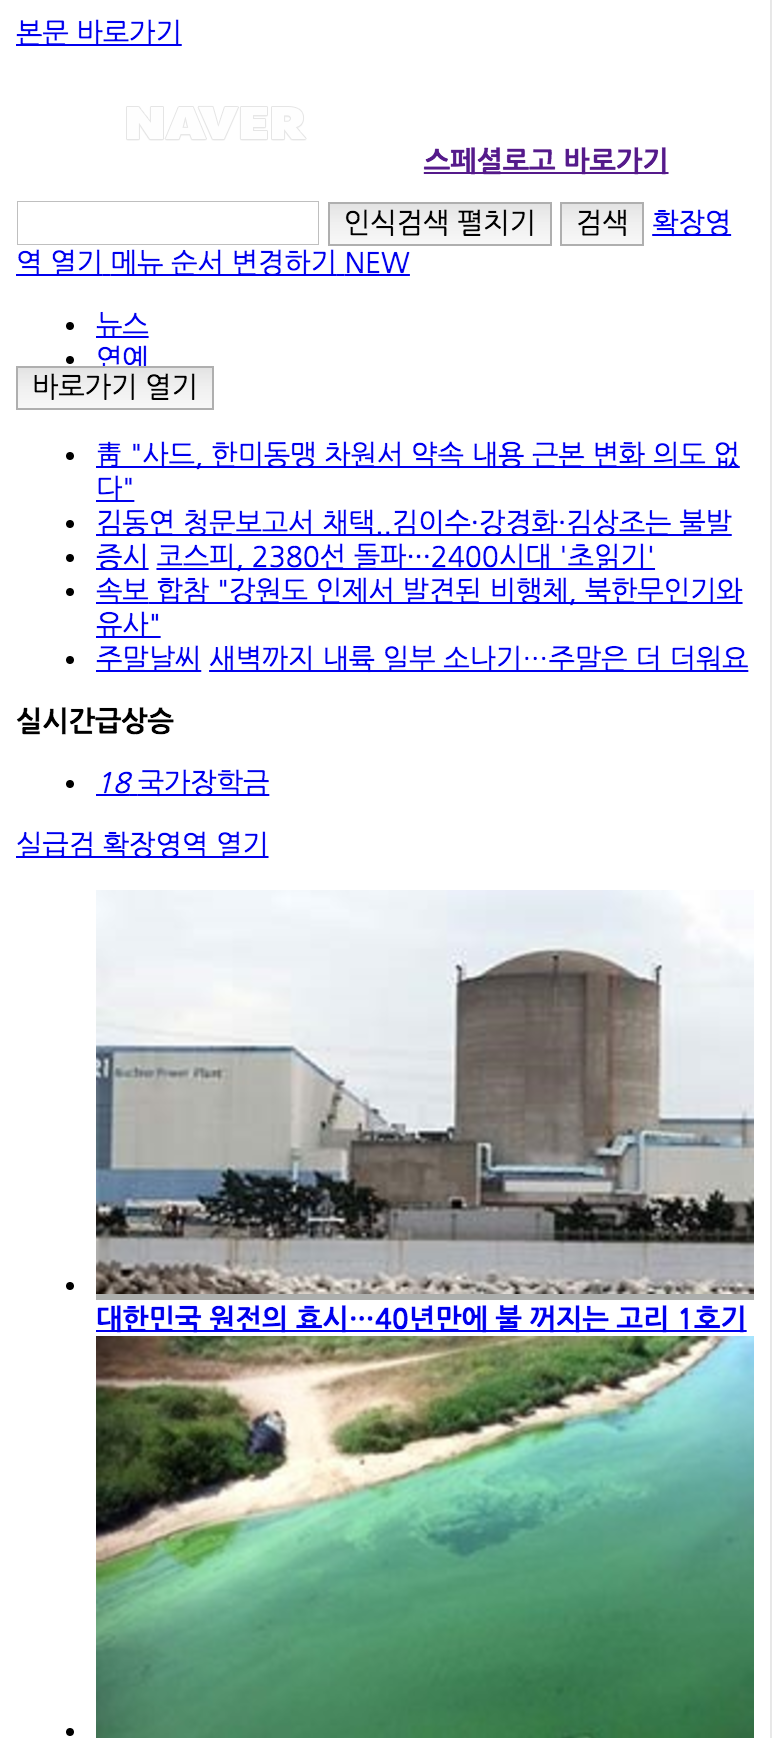 본문 바로가기
NAVER
스페셜로고 바로가기
인식검색 펼치기 검색 확장영
역 열기 메뉴 순서 변경하기 NEW
뉴스
연예
바로가기 열기
靑 "사드, 한미동맹 차원서 약속 내용 근본 변화 의도 없
다"
김동연 청문보고서 채택..김이수·강경화·김상조는 불발
증시 코스피, 2380선 돌파…2400시대 '초읽기'
속보 합참 "강원도 인제서 발견된 비행체, 북한무인기와
유사"
주말날씨 새벽까지 내륙 일부 소나기…주말은 더 더워요
실시간급상승
18 국가장학금
실급검 확장영역 열기
RI Nuclear Power Plant
대한민국 원전의 효시…40년만에 불 꺼지는 고리 1호기